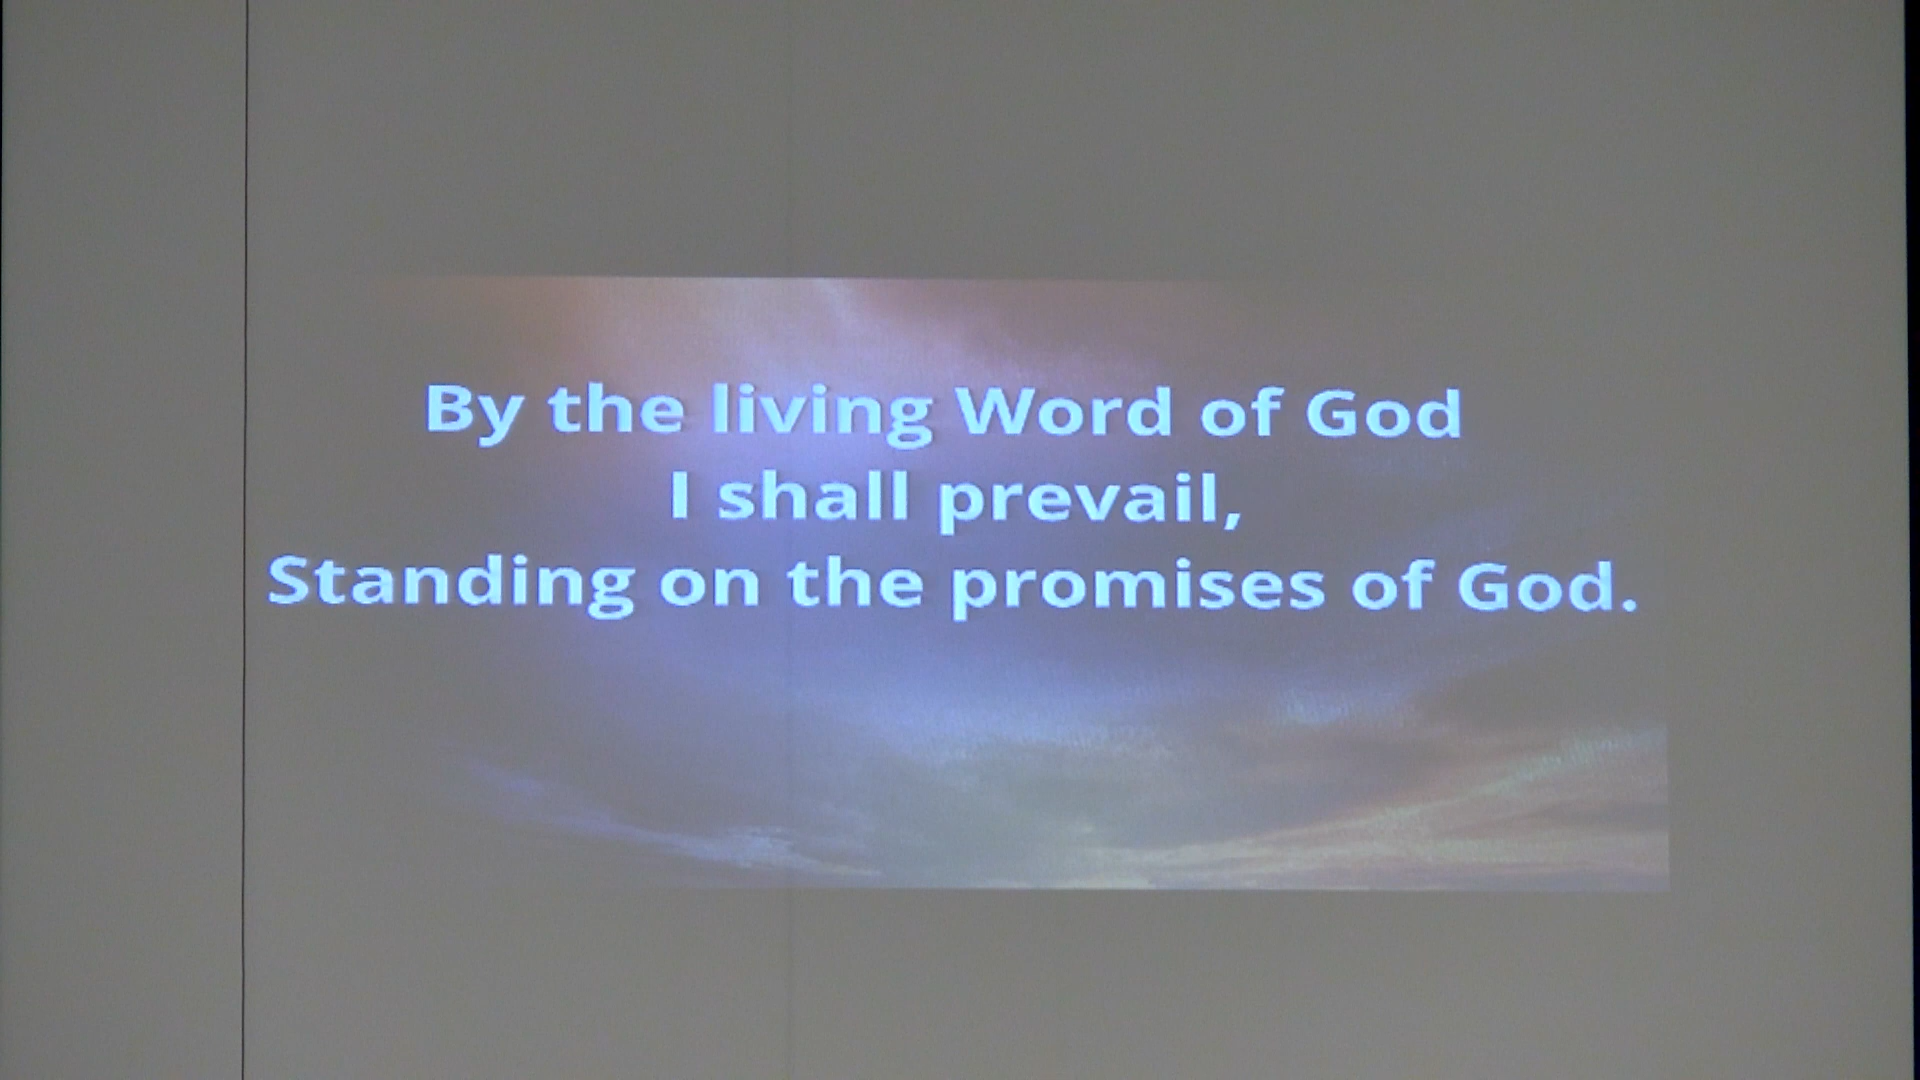 By the living Word of God
I shall prevail,
Standing on the promises of God.